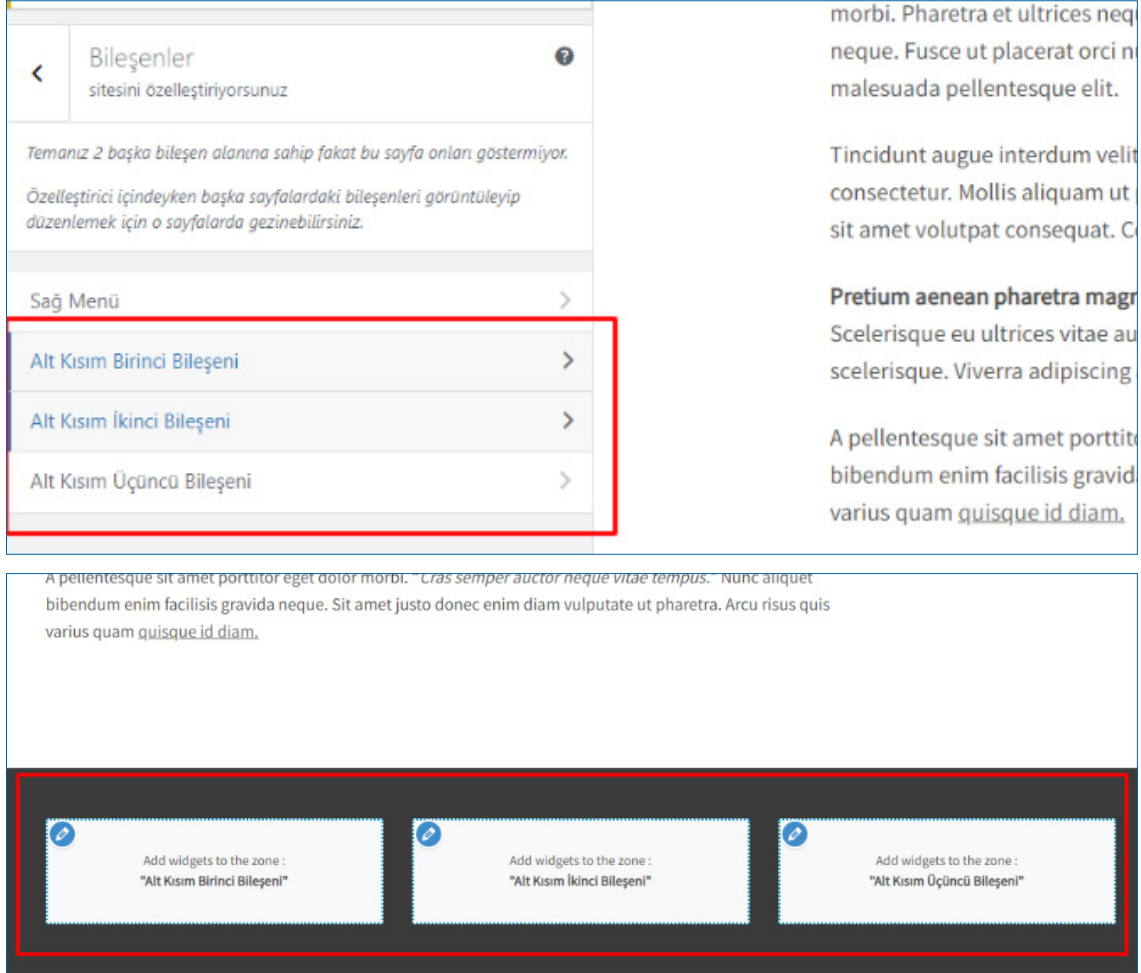 Bileşenler
sitesini özelleştiriyorsunuz
Temanız 2 başka bileşen alanına sahip fakat bu sayfa onları göstermiyor.
Özelleştirici içindeyken başka sayfalardaki bileşenleri görüntüleyip
düzenlemek için o sayfalarda gezinebilirsiniz.
Sağ Menü
Alt Kısım Birinci Bileşeni
Alt Kısım İkinci Bileşeni
Alt Kısım Üçüncü Bileşeni
morbi. Pharetra et ultrices
neque. Fusce ut placerat orci
malesuada pellentesque elit.
Tincidunt augue interdum velit
consectetur. Mollis aliquam ut
sit amet volutpat consequat.
Pretium aenean pharetra
Scelerisque eu ultrices vitae
scelerisque. Viverra adipiscing
A pellentesque sit amet
bibendum enim facilisis
varius quam quisque id diam.
A pellentesque sit amet porttitor eget dolor morbi. "Cras semper auctor neque vitae tempus." Nunc aliquet
bibendum enim facilisis gravida neque. Sit amet justo donec enim diam vulputate ut pharetra. Arcu risus quis
varius quam quisque id diam.
Add widgets to the zone :
"Alt Kısım Birinci Bileşeni"
Add widgets to the zone :
"Alt Kısım İkinci Bileşeni"
Add widgets to the zone :
"Alt Kısım Üçüncü Bileşeni"